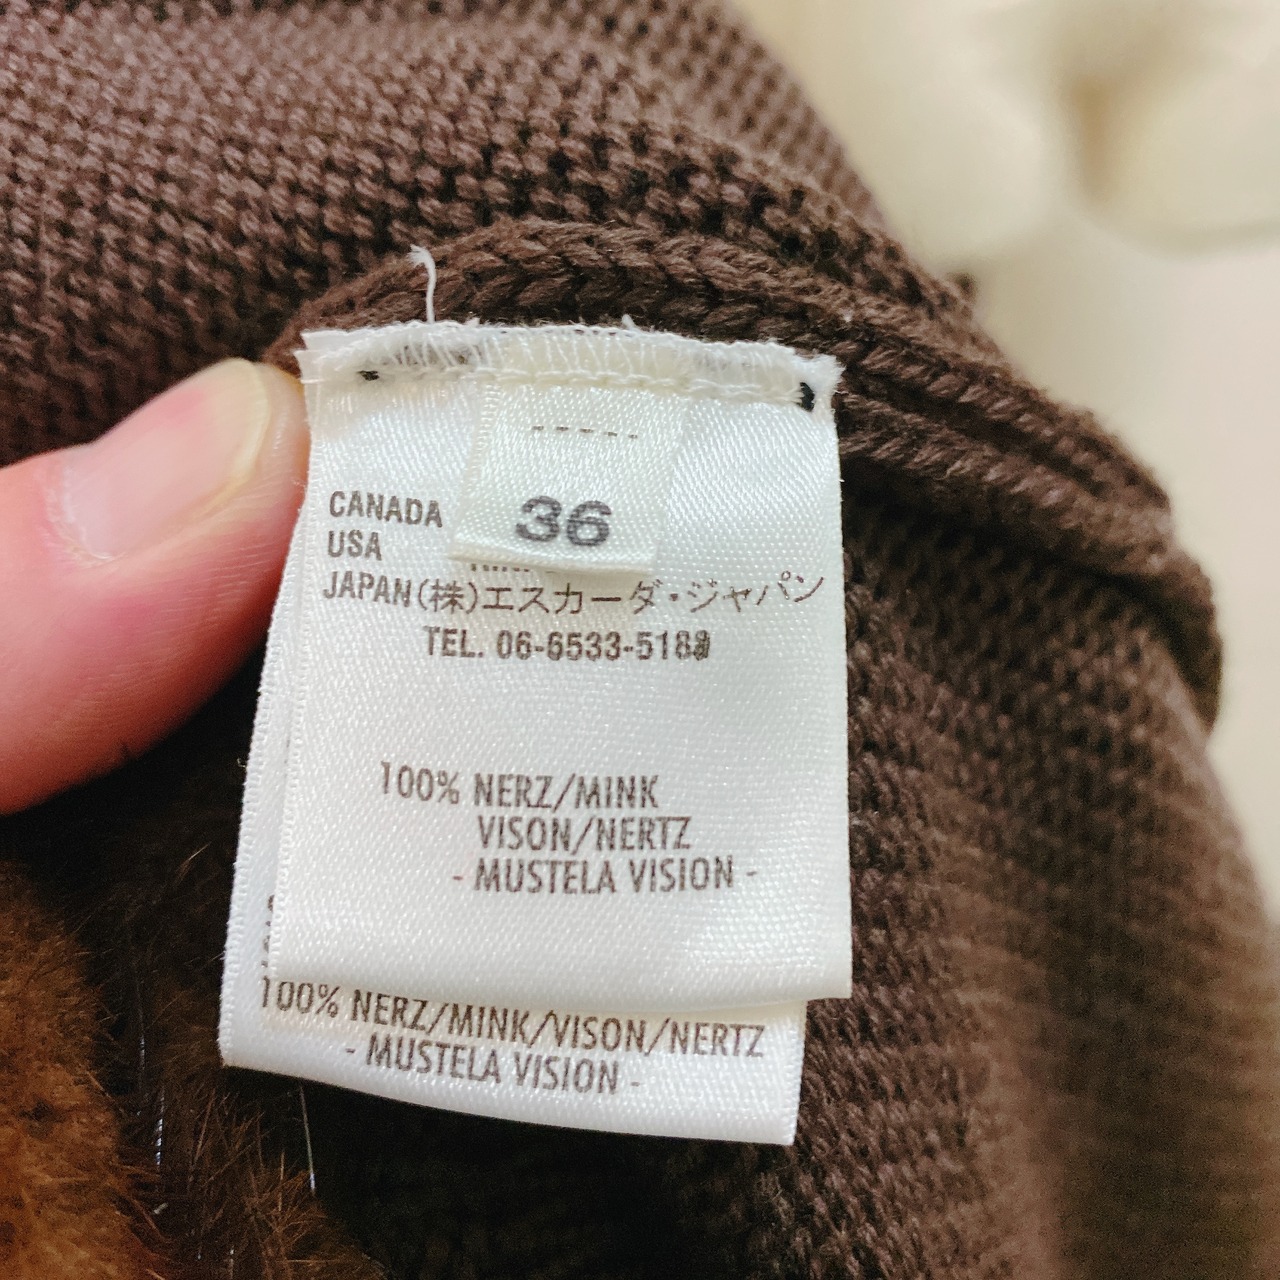 36
CANADA
USA
JAPAN(株)エスカーダ・ジャパン
TEL. 06-6533-518
100% NERZ/MINK
VISON/NERTZ
- MUSTELA VISION -
100% NERZ/MINK/VISON/NERTZ
- MUSTELA VISION -